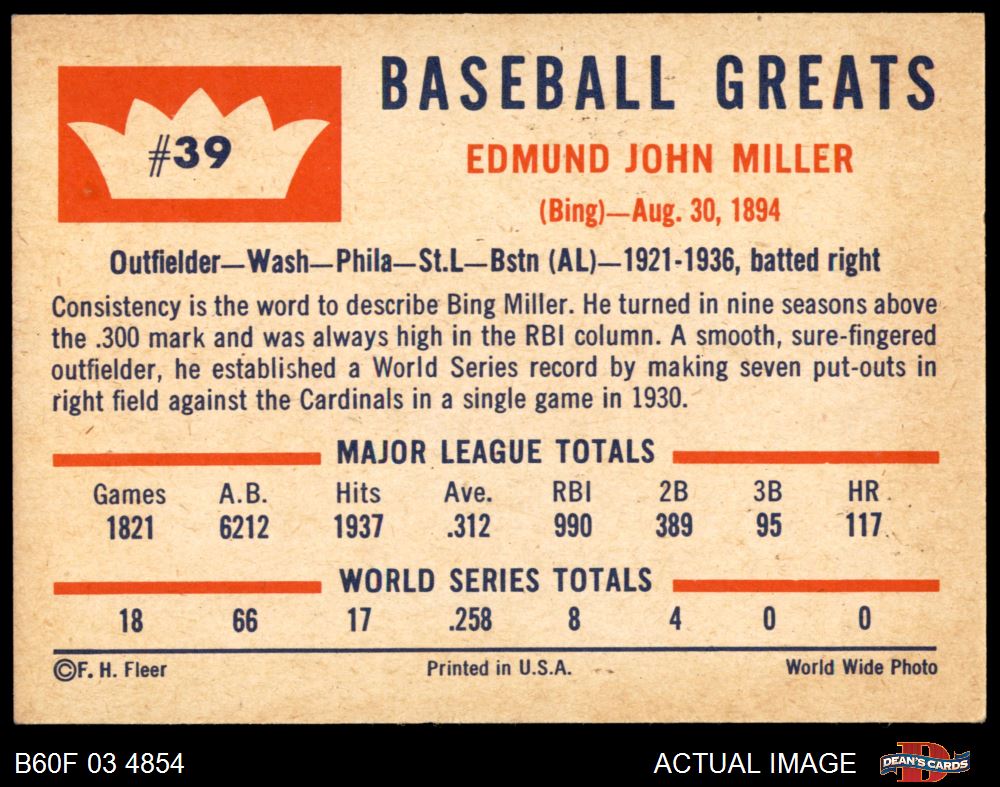 #39
BASEBALL GREATS
EDMUND JOHN MILLER
(Bing)—Aug. 30, 1894
Outfielder—Wash—Phila—St.L—Bstn (AL)—1921-1936, batted right
Consistency is the word to describe Bing Miller. He turned in nine seasons above
the .300 mark and was always high in the RBI column. A smooth, sure-fingered
outfielder, he established a World Series record by making seven put-outs in
right field against the Cardinals in a single game in 1930.
MAJOR LEAGUE TOTALS
Games A.B. Hits Ave. RBI 2B 3B HR
1821 6212 1937 .312 990 389 95 117
WORLD SERIES TOTALS
18 66 17 .258 8 4 0 0
©F. H. Fleer Printed in U.S.A. World Wide Photo
B60F 03 4854 ACTUAL IMAGE D DEAN'S CARDS